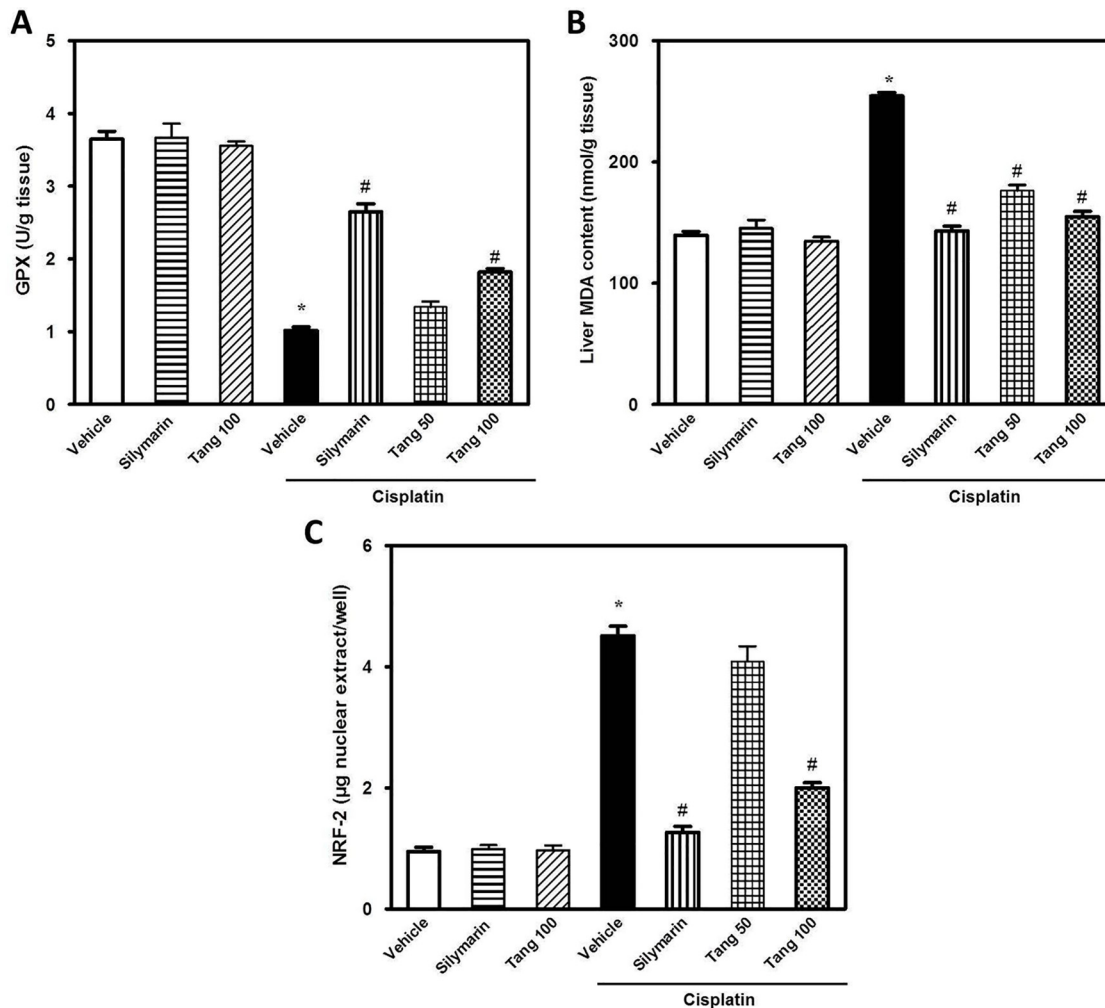 A
GPX (U/g tissue)
5
4
3
2
1
0
*
#
#
Vehicle
Silymarin
Tang 100
Vehicle
Silymarin
Tang 50
Tang 100
Cisplatin
B
Liver MDA content (nmol/g tissue)
300
200
100
0
*
#
#
#
Vehicle
Silymarin
Tang 100
Vehicle
Silymarin
Tang 50
Tang 100
Cisplatin
C
NRF-2 (µg nuclear extract/well)
6
4
2
0
*
#
#
Vehicle
Silymarin
Tang 100
Vehicle
Silymarin
Tang 50
Tang 100
Cisplatin